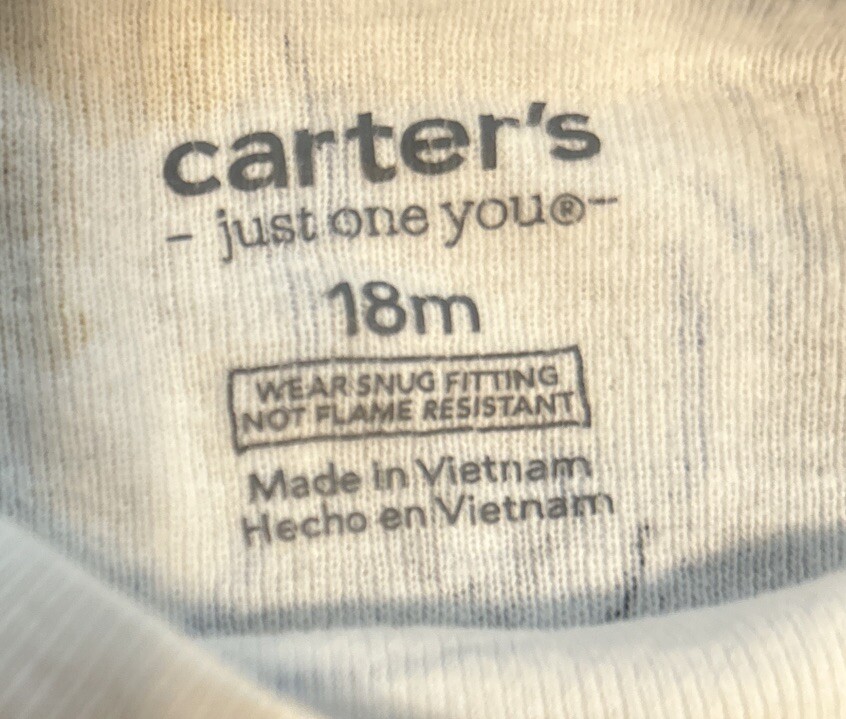 carter's
- just one you®-
18m
WEAR SNUG FITTING
NOT FLAME RESISTANT
Made in Vietnam
Hecho en Vietnam